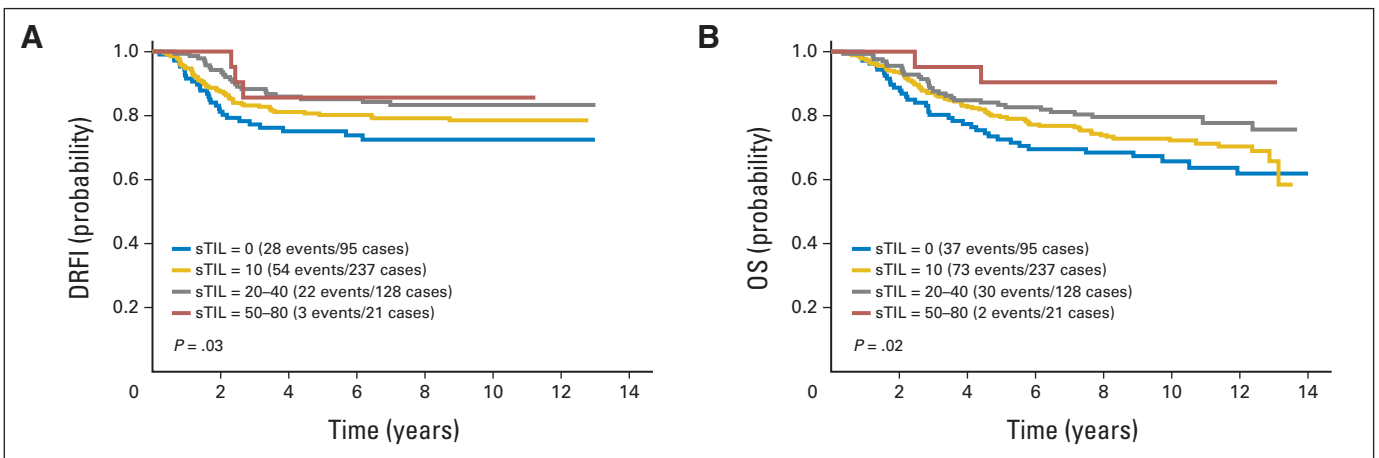 A
1.0
0.8
0.6
0.4
0.2
DRFI (probability)
sTIL = 0 (28 events/95 cases)
sTIL = 10 (54 events/237 cases)
sTIL = 20–40 (22 events/128 cases)
sTIL = 50–80 (3 events/21 cases)
P = .03
0 2 4 6 8 10 12 14
Time (years)
B
1.0
0.8
0.6
0.4
0.2
OS (probability)
sTIL = 0 (37 events/95 cases)
sTIL = 10 (73 events/237 cases)
sTIL = 20–40 (30 events/128 cases)
sTIL = 50–80 (2 events/21 cases)
P = .02
0 2 4 6 8 10 12 14
Time (years)